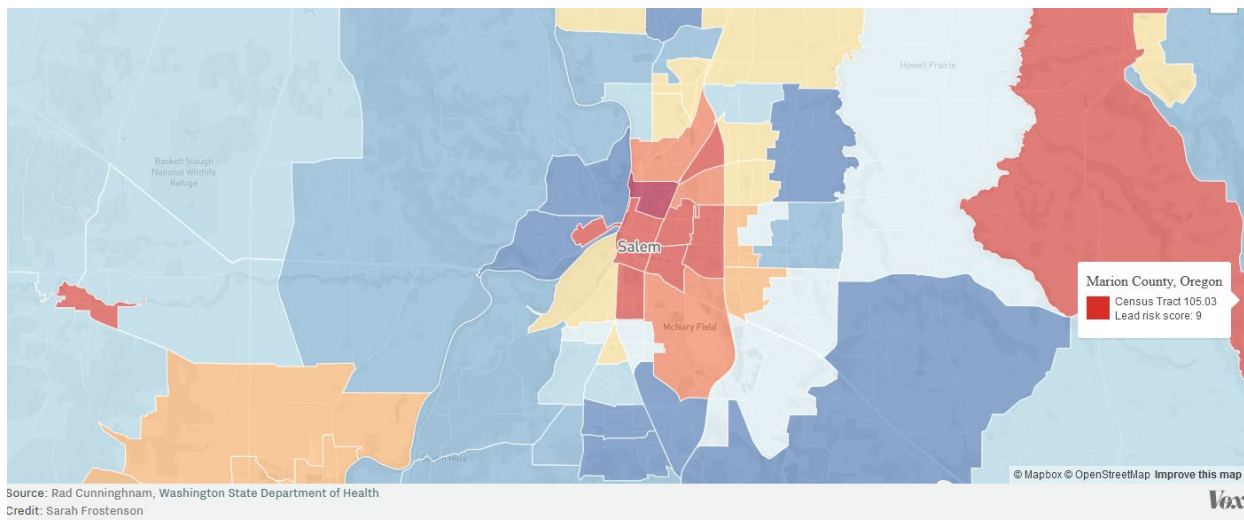 Howell Prairie
Baskett Slough
National Wildlife
Refuge
Salem
Marion County, Oregon
Census Tract 105.03
Lead risk score: 9
McNary Field
© Mapbox © OpenStreetMap Improve this map
Source: Rad Cunninghnam, Washington State Department of Health
Credit: Sarah Frostenson
Vox